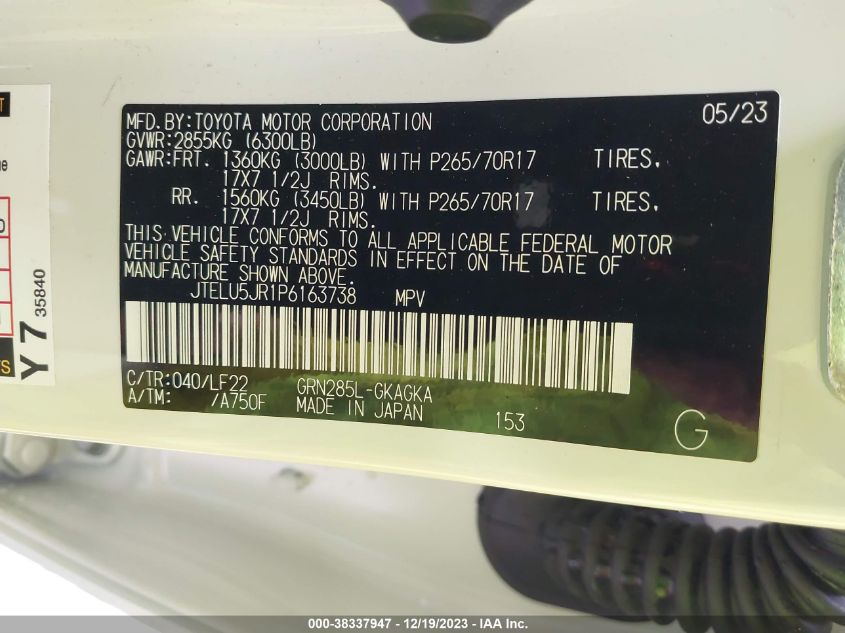 MFD.BY:TOYOTA MOTOR CORPORATION 05/23
GVWR:2855KG (6300LB)
GAWR:FRT. 1360KG (3000LB) WITH P265/70R17 TIRES.
17X7 1/2J RIMS.
RR. 1560KG (3450LB) WITH P265/70R17 TIRES.
17X7 1/2J RIMS.
THIS VEHICLE CONFORMS TO ALL APPLICABLE FEDERAL MOTOR
VEHICLE SAFETY STANDARDS IN EFFECT ON THE DATE OF
MANUFACTURE SHOWN ABOVE.
JTELU5JR1P6163738 MPV
C/TR:040/LF22 GRN285L-GKAGKA
A/TM: /A750F MADE IN JAPAN 153 G
Y7 35840
000-38337947 - 12/19/2023 - IAA Inc.